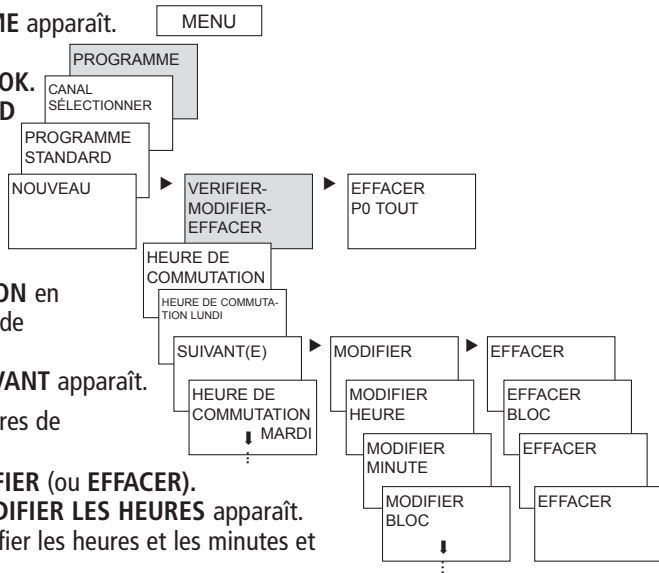 ME apparaît.
MENU
PROGRAMME
OK.
CANAL
SÉLECTIONNER
D
PROGRAMME
STANDARD
NOUVEAU
VERIFIER-
MODIFIER-
EFFACER
EFFACER
P0 TOUT
HEURE DE
COMMUTATION
ON en
de
HEURE DE COMMUTA-
TION LUNDI
SUIVANT(E)
MODIFIER
EFFACER
VANT apparaît.
HEURE DE
COMMUTATION
MARDI
MODIFIER
HEURE
EFFACER
BLOC
res de
MODIFIER
MINUTE
EFFACER
FIER (ou EFFACER).
MODIFIER
BLOC
EFFACER
DIFIER LES HEURES apparaît.
fier les heures et les minutes et